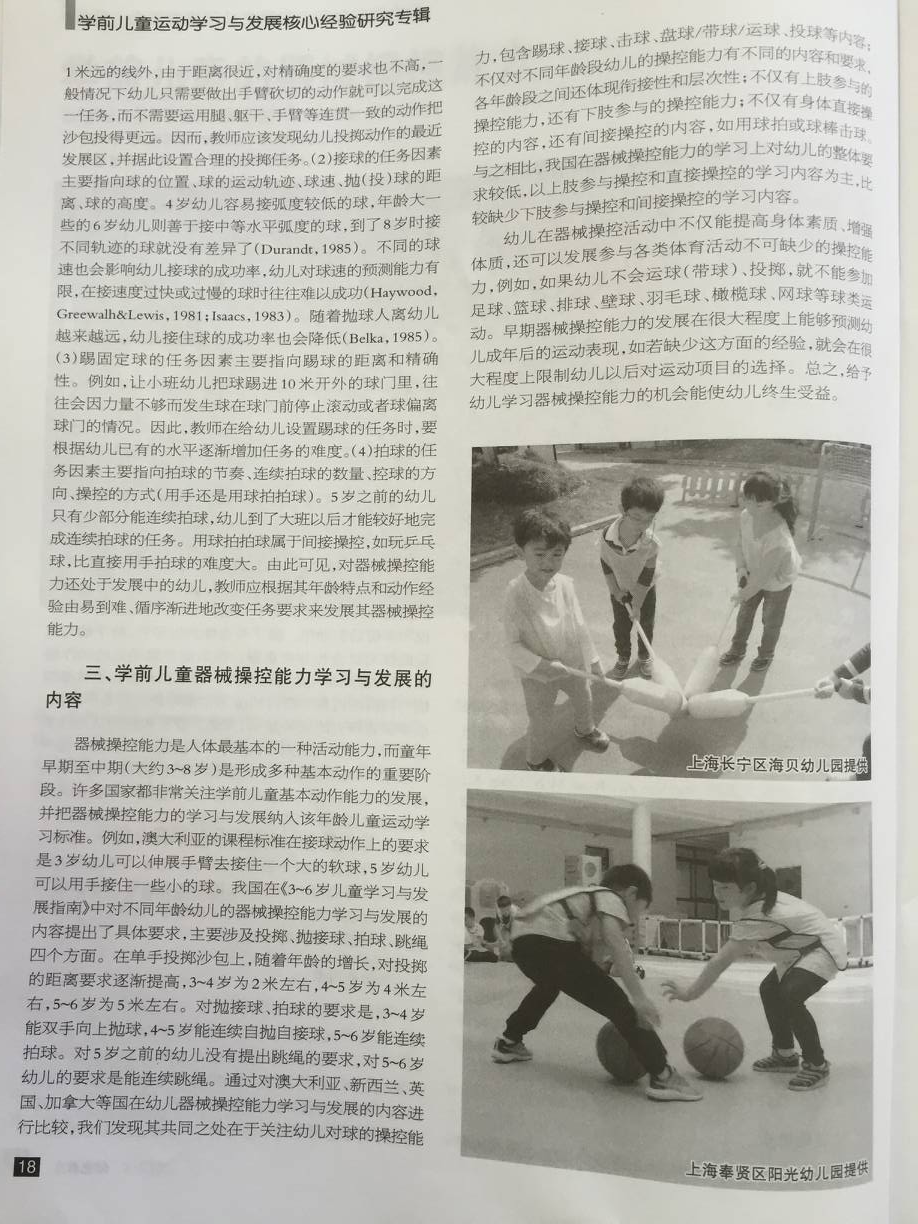 学前儿童运动学习与发展核心经验研究专辑
1米远的线外,由于距离很近,对精确度的要求也不高,一
般情况下幼儿只需要做出手臂砍切的动作就可以完成这
一任务,而不需要运用腿、躯干、手臂等连贯一致的动作把
沙包投得更远。因而,教师应该发现幼儿投掷动作的最近
发展区,并据此设置合理的投掷任务。(2)接球的任务因素
主要指向球的位置、球的运动轨迹、球速、抛(投)球的距
离、球的高度。4岁幼儿容易接弧度较低的球,年龄大一
些的6岁幼儿则善于接中等水平弧度的球,到了8岁时接
不同轨迹的球就没有差异了(Durandt,1985)。不同的球
速也会影响幼儿接球的成功率,幼儿对球速的预测能力有
限,在接速度过快或过慢的球时往往难以成功(Haywood,
Greewalh&Lewis,1981;Isaacs,1983)。随着抛球人离幼儿
越来越远,幼儿接住球的成功率也会降低(Belka,1985)。
(3)踢固定球的任务因素主要指向踢球的距离和精确
性。例如,让小班幼儿把球踢进10米开外的球门里,往
往会因力量不够而发生球在球门前停止滚动或者球偏离
球门的情况。因此,教师在给幼儿设置踢球的任务时,要
根据幼儿已有的水平逐渐增加任务的难度。(4)拍球的任
务因素主要指向拍球的节奏、连续拍球的数量、控球的方
向、操控的方式(用手还是用球拍拍球)。5岁之前的幼儿
只有少部分能连续拍球,幼儿到了大班以后才能较好地完
成连续拍球的任务。用球拍拍球属于间接操控,如玩乒乓
球,比直接用手拍球的难度大。由此可见,对器械操控能
力还处于发展中的幼儿,教师应根据其年龄特点和动作经
验由易到难、循序渐进地改变任务要求来发展其器械操控
能力。
三、学前儿童器械操控能力学习与发展的
内容
器械操控能力是人体最基本的一种活动能力,而童年
早期至中期(大约3~8岁)是形成多种基本动作的重要阶
段。许多国家都非常关注学前儿童基本动作能力的发展,
并把器械操控能力的学习与发展纳入该年龄儿童运动学
习标准。例如,澳大利亚的课程标准在接球动作上的要求
是3岁幼儿可以伸展手臂去接住一个大的软球,5岁幼儿
可以用手接住一些小的球。我国在《3~6岁儿童学习与发
展指南》中对不同年龄幼儿的器械操控能力学习与发展的
内容提出了具体要求,主要涉及投掷、抛接球、拍球、跳绳
四个方面。在单手投掷沙包上,随着年龄的增长,对投掷
的距离要求逐渐提高,3~4岁为2米左右,4~5岁为4米左
右,5~6岁为5米左右。对抛接球、拍球的要求是,3~4岁
能双手向上抛球,4~5岁能连续自抛自接球,5~6岁能连续
拍球。对5岁之前的幼儿没有提出跳绳的要求,对5~6岁
幼儿的要求是能连续跳绳。通过对澳大利亚、新西兰、英
国、加拿大等国在幼儿器械操控能力学习与发展的内容进
行比较,我们发现其共同之处在于关注幼儿对球的操控能
18
力,包含踢球、接球、击球、盘球/带球/运球、投球等内容;
不仅对不同年龄段幼儿的操控能力有不同的内容和要求,
各年龄段之间还体现衔接性和层次性;不仅有上肢参与的
操控能力,还有下肢参与的操控能力;不仅有身体直接操
控的内容,还有间接操控的内容,如用球拍或球棒击球。
与之相比,我国在器械操控能力的学习上对幼儿的整体要
求较低,以上肢参与操控和直接操控的学习内容为主,比
较缺少下肢参与操控和间接操控的学习内容。
幼儿在器械操控活动中不仅能提高身体素质、增强
体质,还可以发展参与各类体育活动不可缺少的操控能
力,例如,如果幼儿不会运球(带球)、投掷,就不能参加
足球、篮球、排球、壁球、羽毛球、橄榄球、网球等球类运
动。早期器械操控能力的发展在很大程度上能够预测幼
儿成年后的运动表现,如若缺少这方面的经验,就会在很
大程度上限制幼儿以后对运动项目的选择。总之,给予
幼儿学习器械操控能力的机会能使幼儿终生受益。
上海长宁区海贝幼儿园提供
上海奉贤区阳光幼儿园提供